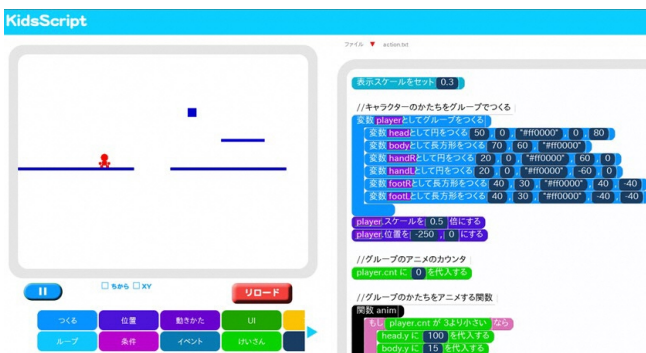 KidsScript
ファイル ▼ action.txt
表示スケールをセット 0.3
//キャラクターのかたちをグループでつくる
変数 playerとしてグループをつくる
変数 headとして円をつくる 50 , 0 , "#ff0000" , 0 , 80
変数 bodyとして長方形をつくる 70 , 60 , "#ff0000"
変数 handRとして円をつくる 20 , 0 , "#ff0000" , 60 , 0
変数 handLとして円をつくる 20 , 0 , "#ff0000" , -60 , 0
変数 footRとして長方形をつくる 40 , 30 , "#ff0000" , 40 , -40
変数 footLとして長方形をつくる 40 , 30 , "#ff0000" , -40 , -40
player.スケールを 0.5 倍にする
player.位置を -250 , 0 にする
//グループのアニメのカウンタ
player.cnt に 0 を代入する
//グループのかたちをアニメする関数
関数 anim
もし player.cnt が 3より小さい なら
head.y に 100 を代入する
body.y に 15 を代入する
ちから XY
リロード
つくる 位置 動きかた UI
ループ 条件 イベント けいさん